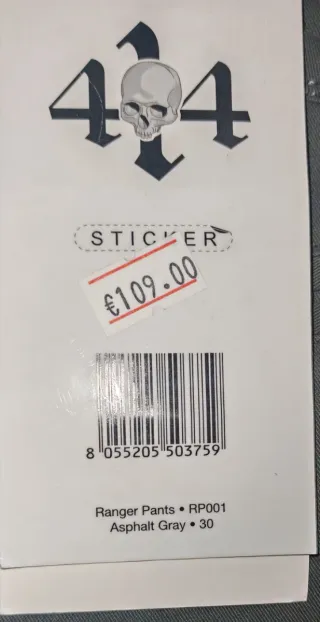 414
STICKER
€109.00
8 055205 503759
Ranger Pants • RP001
Asphalt Gray • 30